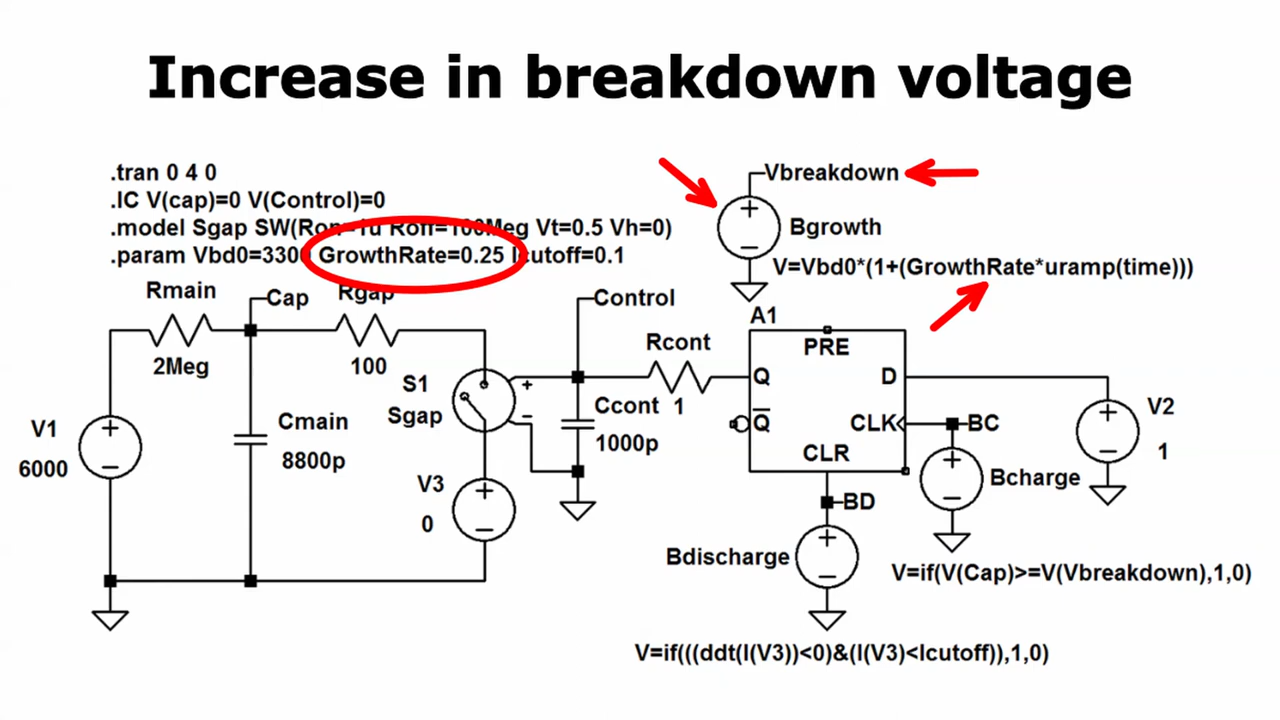 Increase in breakdown voltage
.tran 0 4 0
.IC V(cap)=0 V(Control)=0
.model Sgap SW(Ron=1u Roff=100Meg Vt=0.5 Vh=0)
.param Vbd0=3300 GrowthRate=0.25 Icutoff=0.1
Vbreakdown
+
−
Bgrowth
V=Vbd0*(1+(GrowthRate*uramp(time)))
Rmain
2Meg
Cap
Rgap
100
Control
Rcont
1
A1
PRE
Q
D
Q
CLK
CLR
S1
Sgap
+
−
Ccont
1000p
Cmain
8800p
V1
6000
+
−
V3
0
+
−
V2
1
+
−
BC
Bcharge
+
−
V=if(V(Cap)>=V(Vbreakdown),1,0)
BD
Bdischarge
+
−
V=if(((ddt(I(V3))<0)&(I(V3)<Icutoff)),1,0)